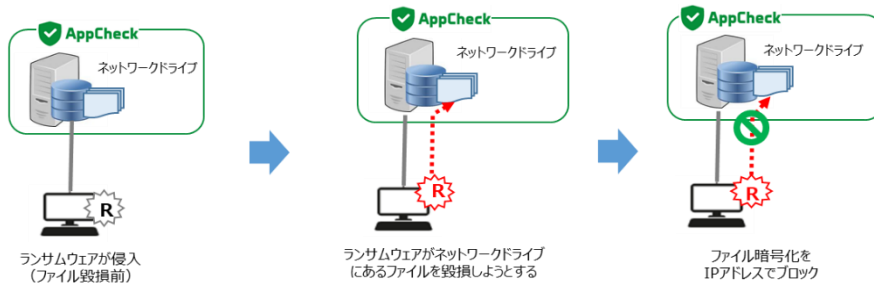 AppCheck
ネットワークドライブ
R
ランサムウェアが侵入
(ファイル毀損前)
AppCheck
ネットワークドライブ
R
ランサムウェアがネットワークドライブ
にあるファイルを毀損しようとする
AppCheck
ネットワークドライブ
R
ファイル暗号化を
IPアドレスでブロック